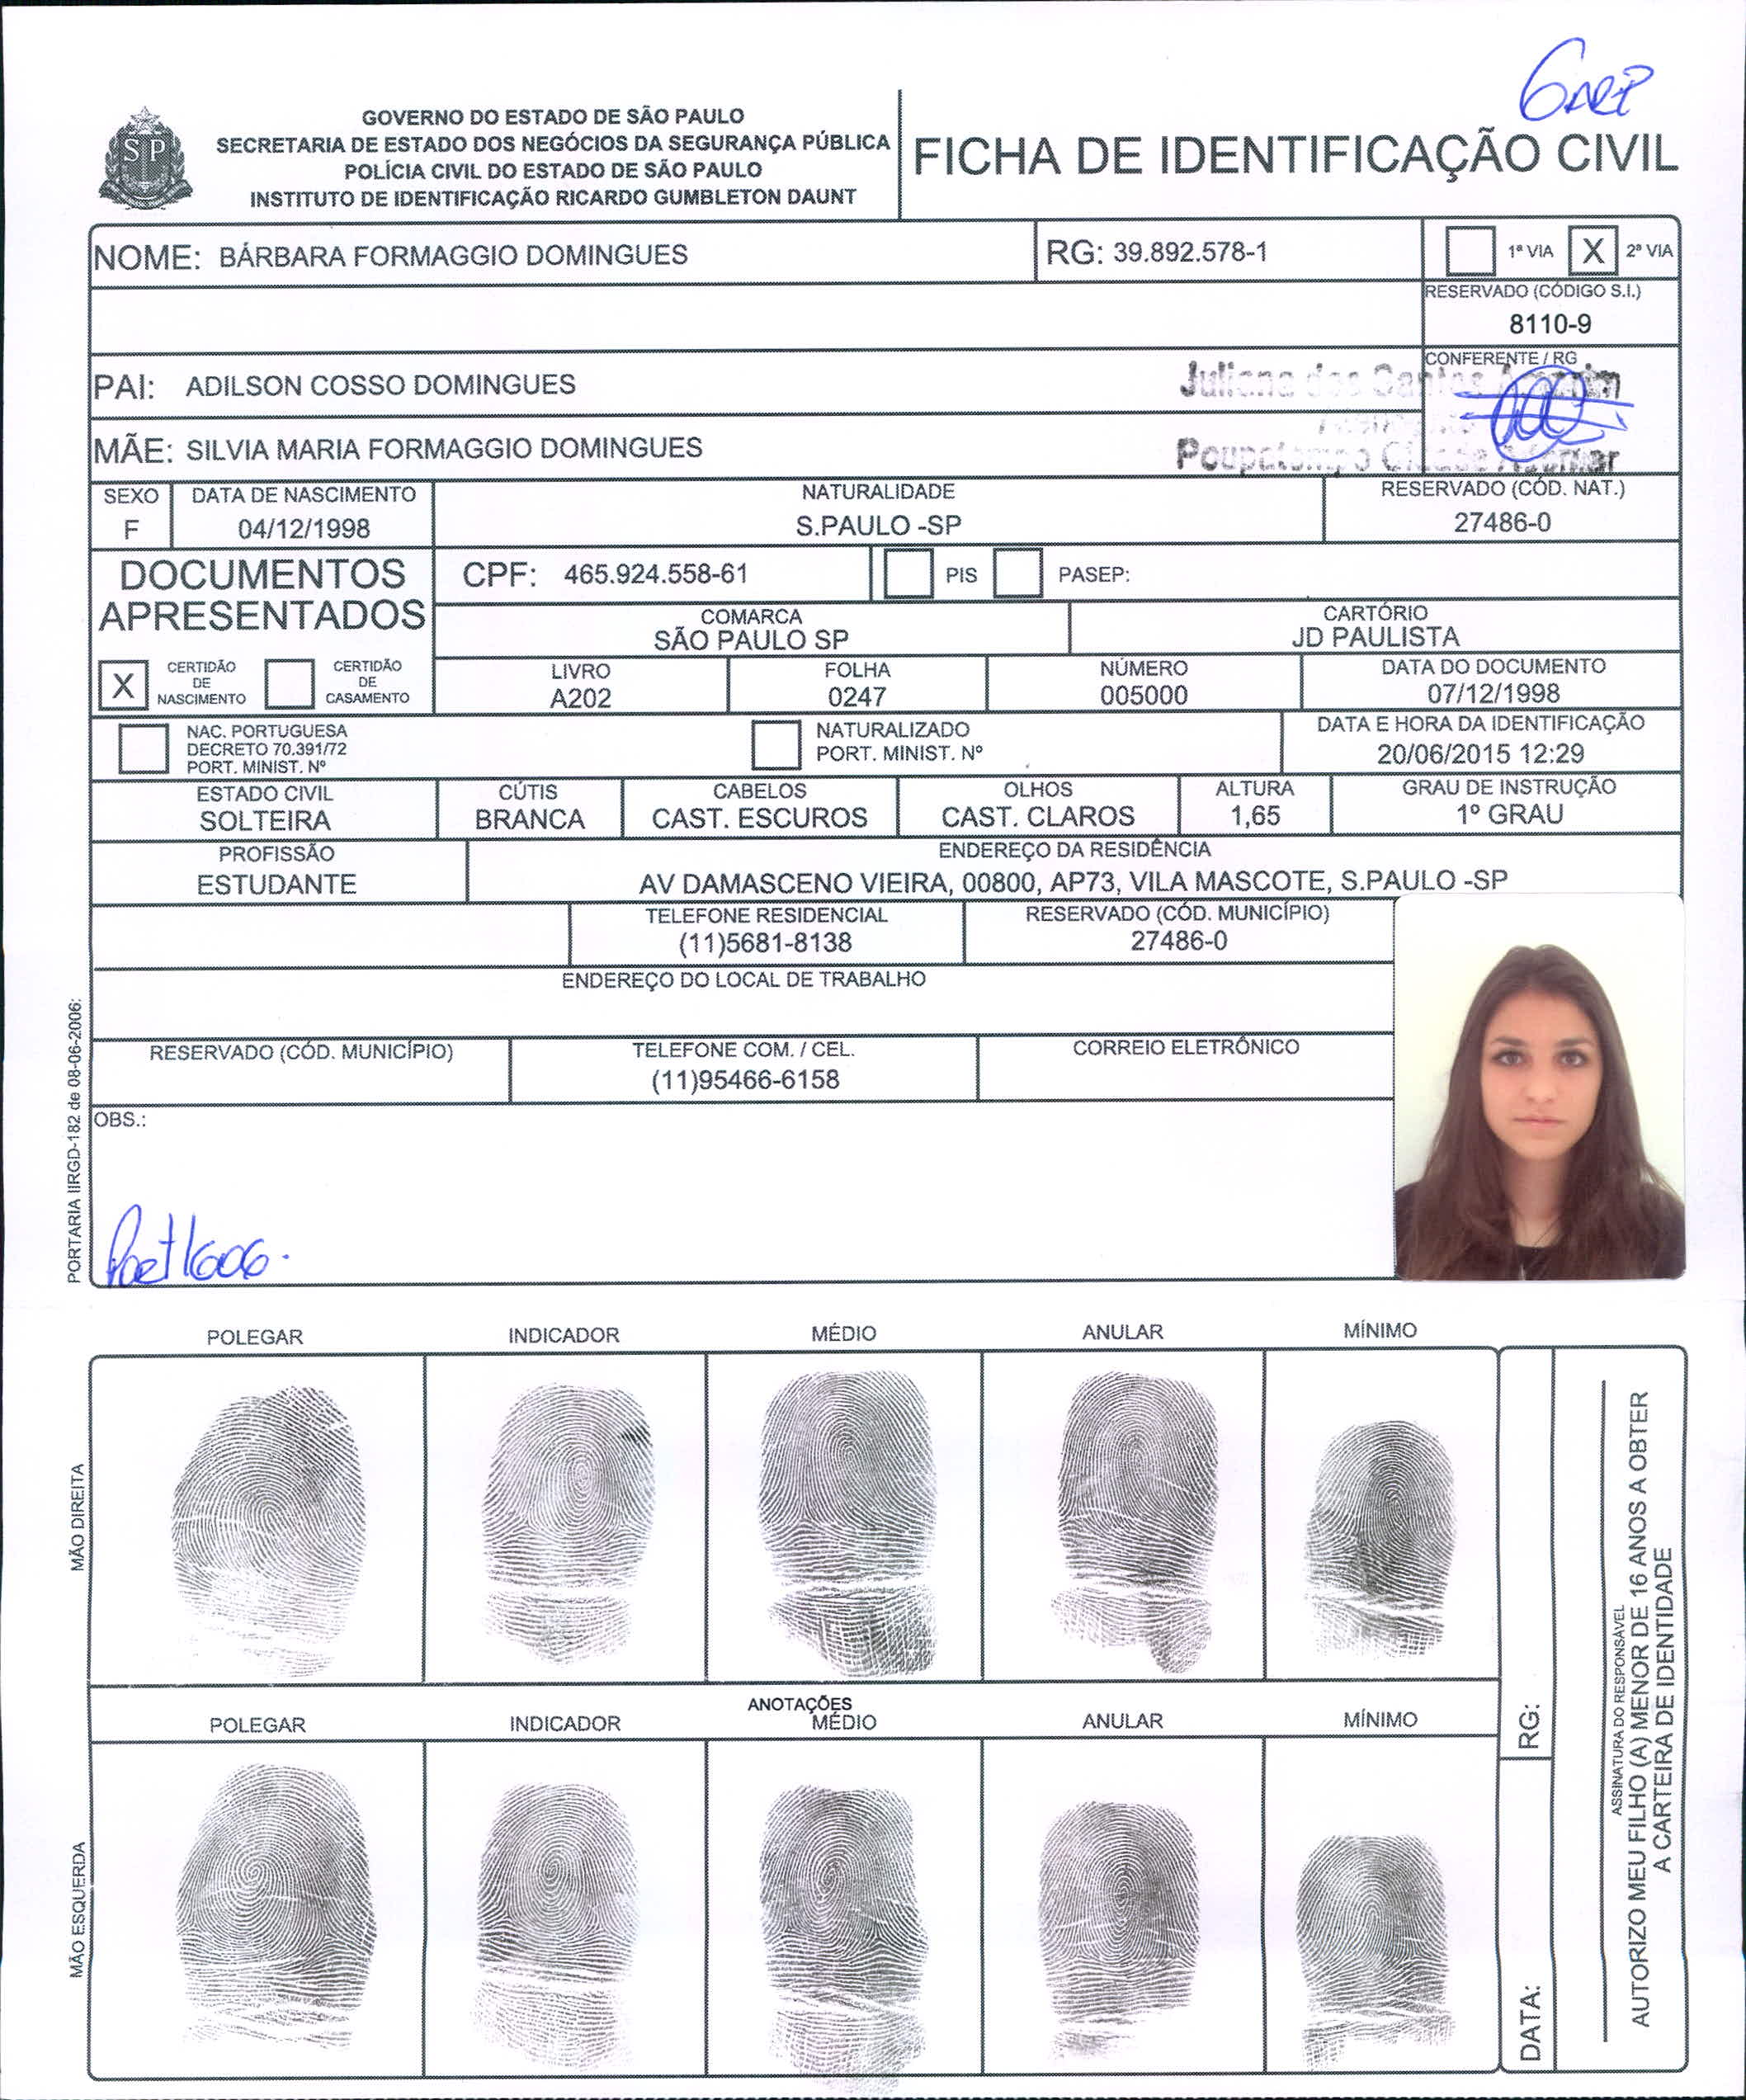 GARP
GOVERNO DO ESTADO DE SÃO PAULO
SECRETARIA DE ESTADO DOS NEGÓCIOS DA SEGURANÇA PÚBLICA
POLÍCIA CIVIL DO ESTADO DE SÃO PAULO
INSTITUTO DE IDENTIFICAÇÃO RICARDO GUMBLETON DAUNT
SP
FICHA DE IDENTIFICAÇÃO CIVIL
NOME: BÁRBARA FORMAGGIO DOMINGUES
RG: 39.892.578-1
1ª VIA X 2ª VIA
RESERVADO (CÓDIGO S.I.)
8110-9
PAI: ADILSON COSSO DOMINGUES
CONFERENTE / RG
Juliana dos Santos
MÃE: SILVIA MARIA FORMAGGIO DOMINGUES
Poupatempo Cidade Ademar
SEXO DATA DE NASCIMENTO NATURALIDADE RESERVADO (CÓD. NAT.)
F 04/12/1998 S.PAULO -SP 27486-0
DOCUMENTOS APRESENTADOS
CPF: 465.924.558-61 PIS PASEP:
COMARCA CARTÓRIO
SÃO PAULO SP JD PAULISTA
X CERTIDÃO DE NASCIMENTO CERTIDÃO DE CASAMENTO
LIVRO FOLHA NÚMERO DATA DO DOCUMENTO
A202 0247 005000 07/12/1998
NAC. PORTUGUESA
DECRETO 70.391/72
PORT. MINIST. Nº
NATURALIZADO
PORT. MINIST. Nº
DATA E HORA DA IDENTIFICAÇÃO
20/06/2015 12:29
ESTADO CIVIL CÚTIS CABELOS OLHOS ALTURA GRAU DE INSTRUÇÃO
SOLTEIRA BRANCA CAST. ESCUROS CAST. CLAROS 1,65 1º GRAU
PROFISSÃO ENDEREÇO DA RESIDÊNCIA
ESTUDANTE AV DAMASCENO VIEIRA, 00800, AP73, VILA MASCOTE, S.PAULO -SP
TELEFONE RESIDENCIAL RESERVADO (CÓD. MUNICÍPIO)
(11)5681-8138 27486-0
ENDEREÇO DO LOCAL DE TRABALHO
RESERVADO (CÓD. MUNICÍPIO) TELEFONE COM. / CEL. CORREIO ELETRÔNICO
(11)95466-6158
OBS.:
PORTARIA IIRGD-182 de 08-06-2006:
POLEGAR INDICADOR MÉDIO ANULAR MÍNIMO
MÃO DIREITA
ANOTAÇÕES
POLEGAR INDICADOR MÉDIO ANULAR MÍNIMO
MÃO ESQUERDA
RG:
DATA:
ASSINATURA DO RESPONSÁVEL
AUTORIZO MEU FILHO (A) MENOR DE 16 ANOS A OBTER
A CARTEIRA DE IDENTIDADE